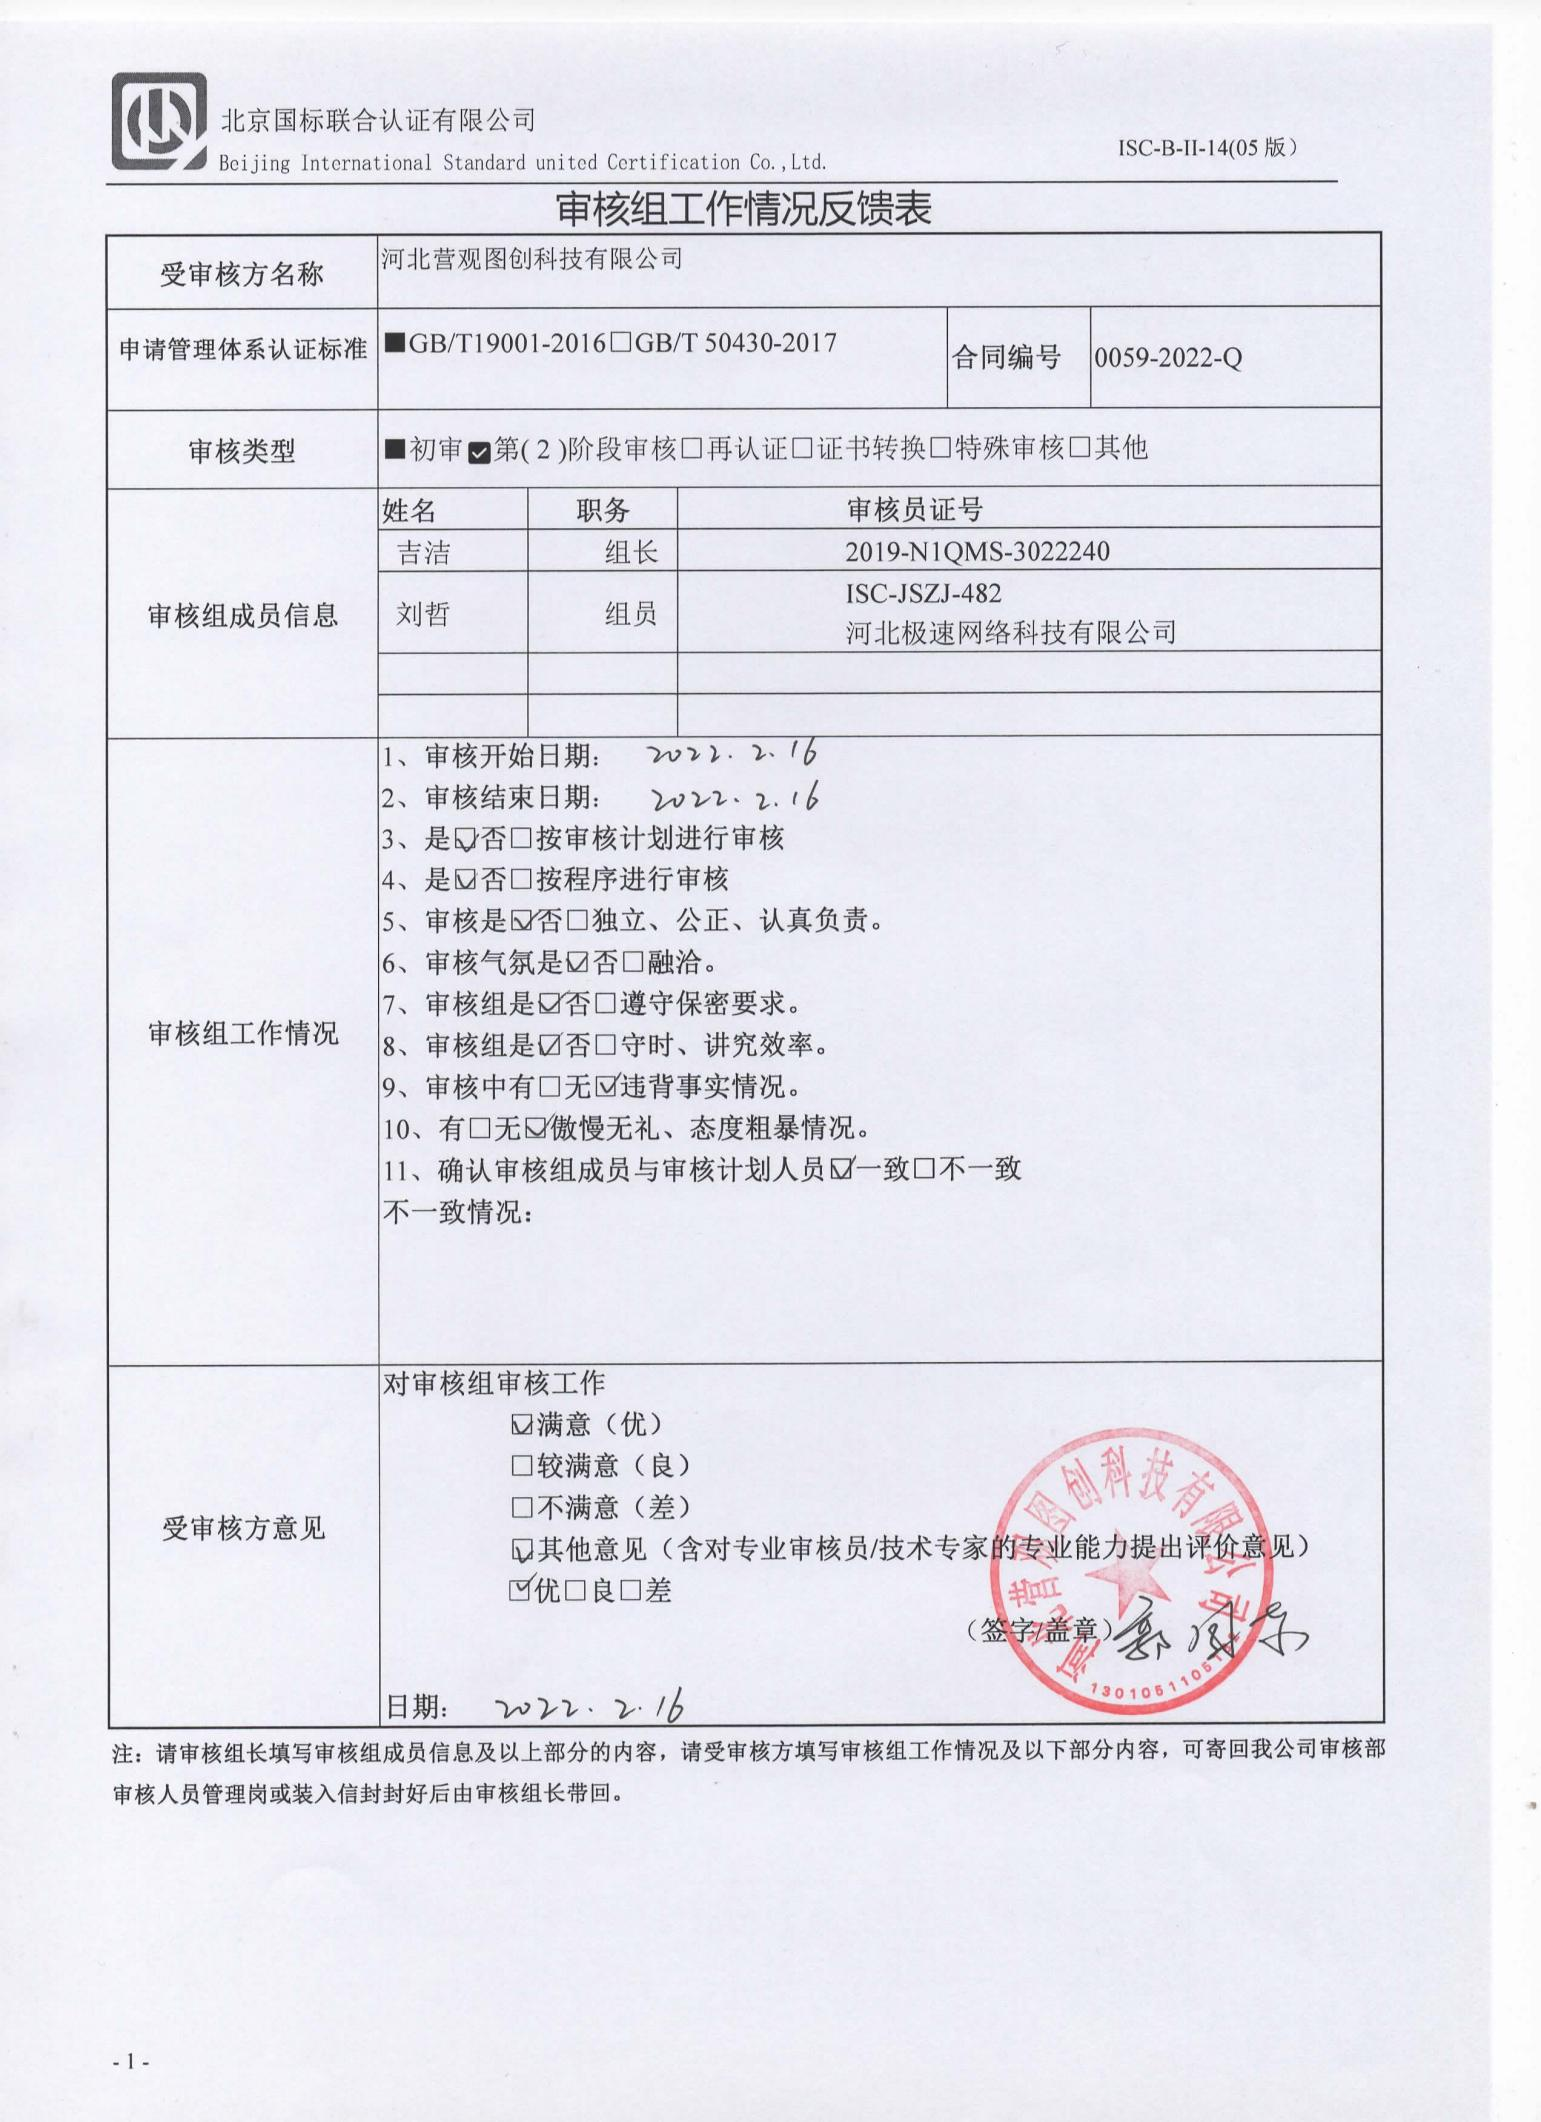 北京国标联合认证有限公司
Beijing International Standard united Certification Co.,Ltd.
ISC-B-II-14(05 版）
审核组工作情况反馈表
受审核方名称
河北营观图创科技有限公司
申请管理体系认证标准
■GB/T19001-2016□GB/T 50430-2017
合同编号
0059-2022-Q
审核类型
■初审☑第( 2 )阶段审核□再认证□证书转换□特殊审核□其他
审核组成员信息
姓名 职务 审核员证号
吉洁 组长 2019-N1QMS-3022240
刘哲 组员 ISC-JSZJ-482
河北极速网络科技有限公司
审核组工作情况
1、审核开始日期： 2022.2.16
2、审核结束日期： 2022.2.16
3、是☑否□按审核计划进行审核
4、是☑否□按程序进行审核
5、审核是☑否□独立、公正、认真负责。
6、审核气氛是☑否□融洽。
7、审核组是☑否□遵守保密要求。
8、审核组是☑否□守时、讲究效率。
9、审核中有□无☑违背事实情况。
10、有□无☑傲慢无礼、态度粗暴情况。
11、确认审核组成员与审核计划人员☑一致□不一致
不一致情况：
受审核方意见
对审核组审核工作
☑满意（优）
□较满意（良）
□不满意（差）
☑其他意见（含对专业审核员/技术专家的专业能力提出评价意见）
☑优□良□差
（签字/盖章）
河北营观图创科技有限公司
日期： 2022.2.16
注：请审核组长填写审核组成员信息及以上部分的内容，请受审核方填写审核组工作情况及以下部分内容，可寄回我公司审核部
审核人员管理岗或装入信封封好后由审核组长带回。
- 1 -